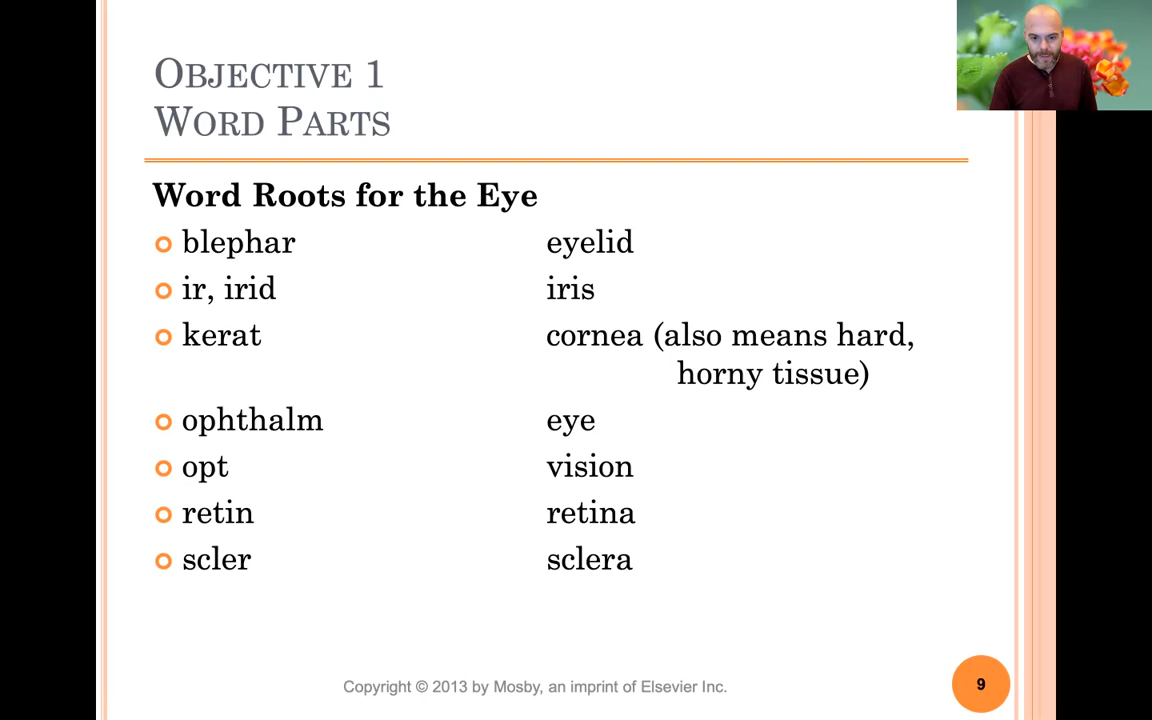 OBJECTIVE 1
WORD PARTS
Word Roots for the Eye
blephar eyelid
ir, irid iris
kerat cornea (also means hard,
horny tissue)
ophthalm eye
opt vision
retin retina
scler sclera
Copyright © 2013 by Mosby, an imprint of Elsevier Inc.
9